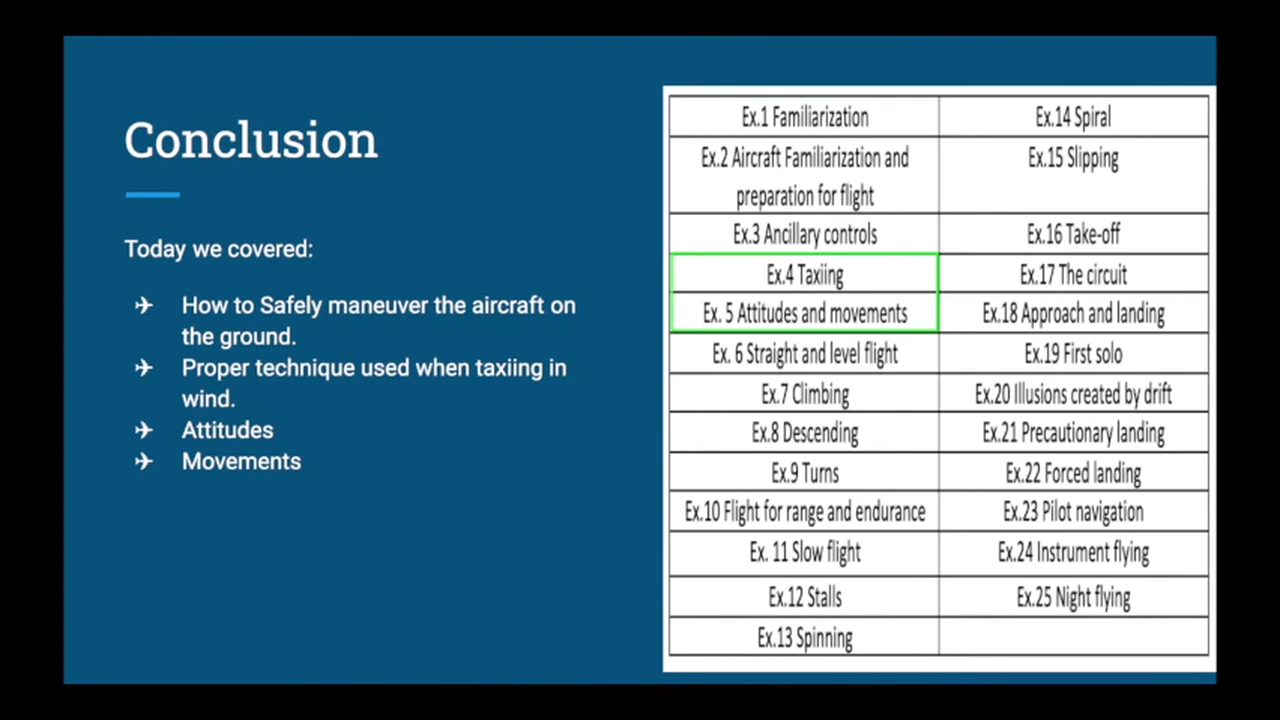 Conclusion
Today we covered:
How to Safely maneuver the aircraft on
the ground.
Proper technique used when taxiing in
wind.
Attitudes
Movements
Ex.1 Familiarization
Ex.14 Spiral
Ex.2 Aircraft Familiarization and
preparation for flight
Ex.15 Slipping
Ex.3 Ancillary controls
Ex.16 Take-off
Ex.4 Taxiing
Ex.17 The circuit
Ex. 5 Attitudes and movements
Ex.18 Approach and landing
Ex. 6 Straight and level flight
Ex.19 First solo
Ex.7 Climbing
Ex.20 Illusions created by drift
Ex.8 Descending
Ex.21 Precautionary landing
Ex.9 Turns
Ex.22 Forced landing
Ex.10 Flight for range and endurance
Ex.23 Pilot navigation
Ex. 11 Slow flight
Ex.24 Instrument flying
Ex.12 Stalls
Ex.25 Night flying
Ex.13 Spinning